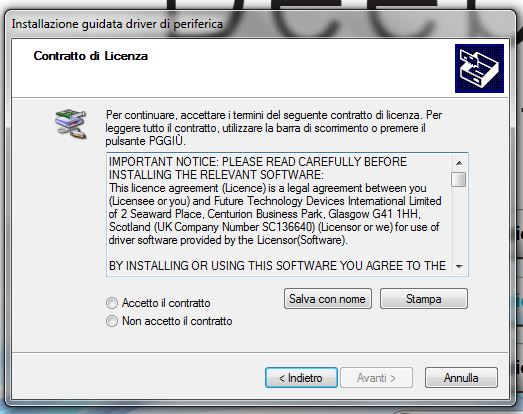 Installazione guidata driver di periferica
Contratto di Licenza
Per continuare, accettare i termini del seguente contratto di licenza. Per
leggere tutto il contratto, utilizzare la barra di scorrimento o premere il
pulsante PGGIÙ.
IMPORTANT NOTICE: PLEASE READ CAREFULLY BEFORE
INSTALLING THE RELEVANT SOFTWARE:
This licence agreement (Licence) is a legal agreement between you
(Licensee or you) and Future Technology Devices International Limited
of 2 Seaward Place, Centurion Business Park, Glasgow G41 1HH,
Scotland (UK Company Number SC136640) (Licensor or we) for use of
driver software provided by the Licensor(Software).
BY INSTALLING OR USING THIS SOFTWARE YOU AGREE TO THE
Accetto il contratto
Non accetto il contratto
Salva con nome
Stampa
< Indietro
Avanti >
Annulla